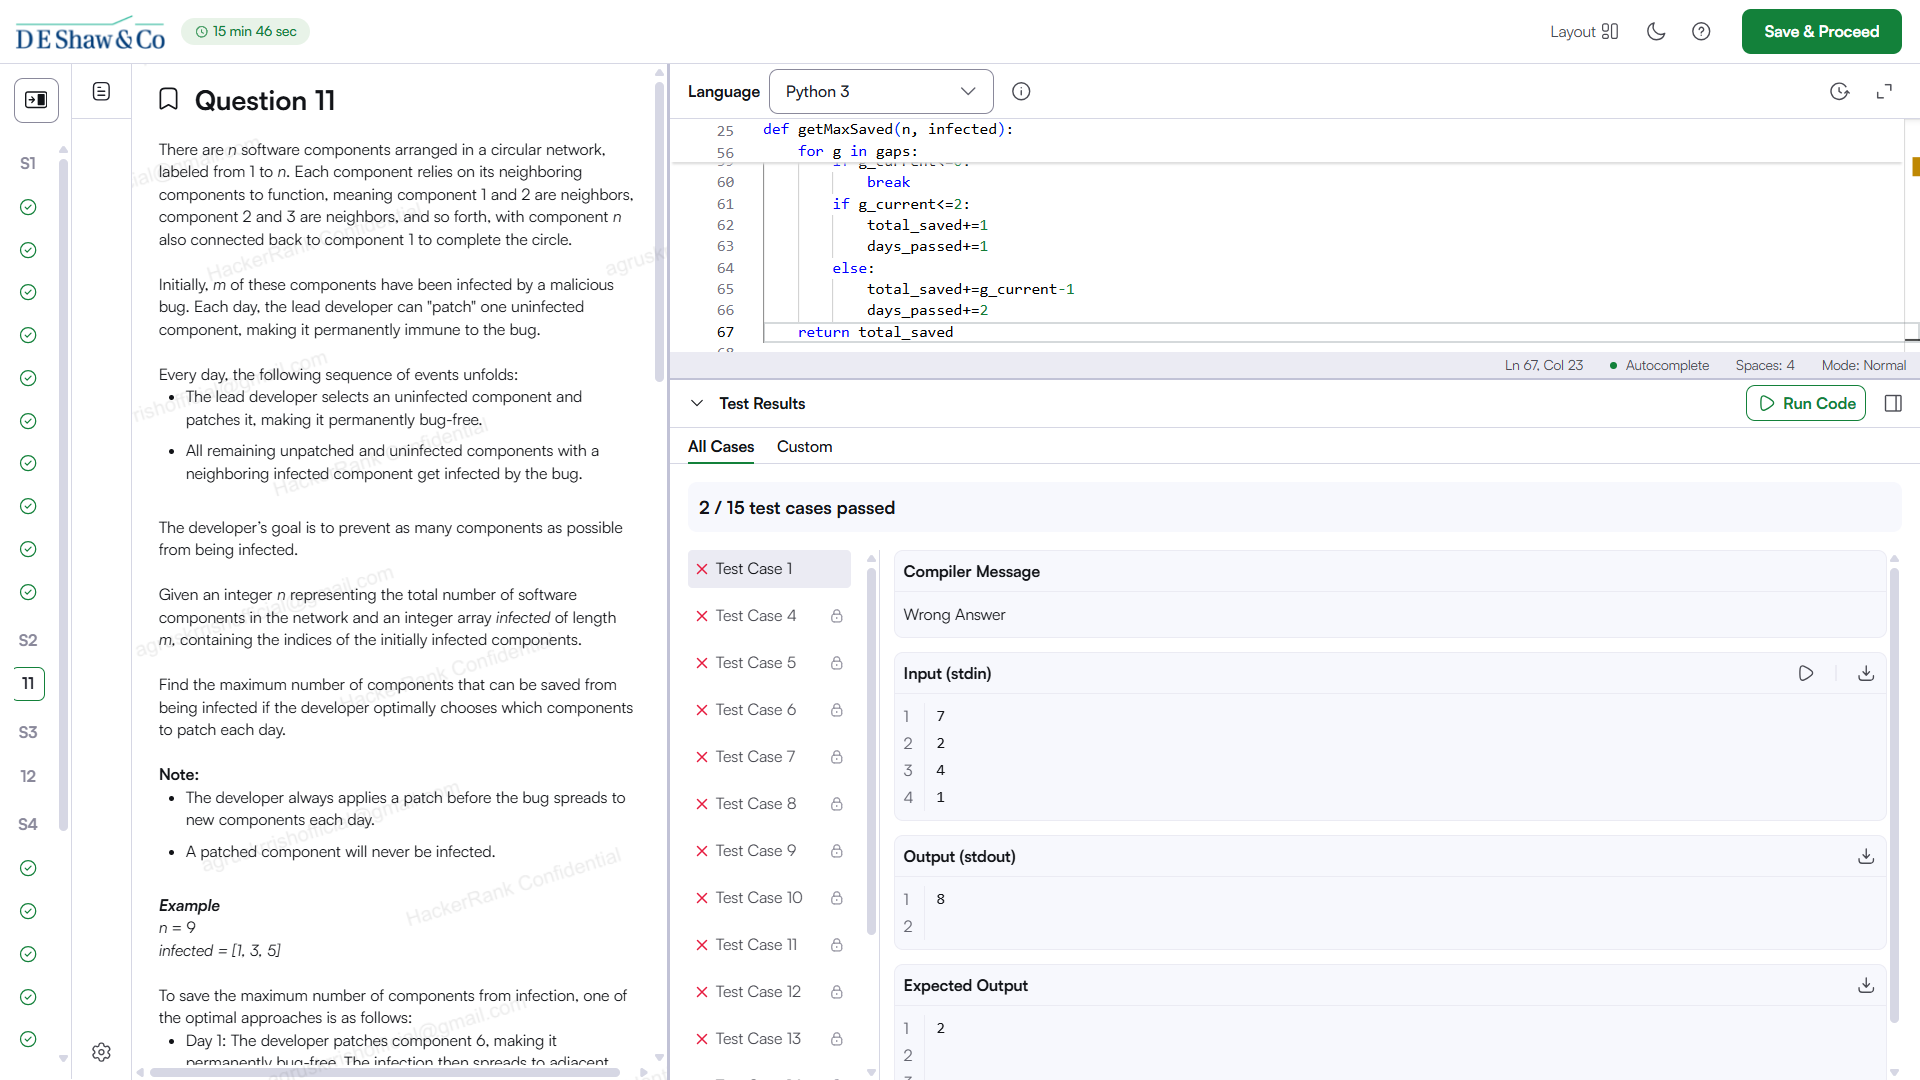 DE Shaw & Co
15 min 46 sec
Layout
Save & Proceed
S1
S2
11
S3
12
S4
Question 11
There are n software components arranged in a circular network,
labeled from 1 to n. Each component relies on its neighboring
components to function, meaning component 1 and 2 are neighbors,
component 2 and 3 are neighbors, and so forth, with component n
also connected back to component 1 to complete the circle.
Initially, m of these components have been infected by a malicious
bug. Each day, the lead developer can "patch" one uninfected
component, making it permanently immune to the bug.
Every day, the following sequence of events unfolds:
• The lead developer selects an uninfected component and
patches it, making it permanently bug-free.
• All remaining unpatched and uninfected components with a
neighboring infected component get infected by the bug.
The developer's goal is to prevent as many components as possible
from being infected.
Given an integer n representing the total number of software
components in the network and an integer array infected of length
m, containing the indices of the initially infected components.
Find the maximum number of components that can be saved from
being infected if the developer optimally chooses which components
to patch each day.
Note:
• The developer always applies a patch before the bug spreads to
new components each day.
• A patched component will never be infected.
Example
n = 9
infected = [1, 3, 5]
To save the maximum number of components from infection, one of
the optimal approaches is as follows:
• Day 1: The developer patches component 6, making it
permanently bug-free. The infection then spreads to adjacent
HackerRank Confidential
HackerRank Confidential
HackerRank Confidential
HackerRank Confidential
Language
Python 3
25 def getMaxSaved(n, infected):
56 for g in gaps:
59 if g_current<=0:
60 break
61 if g_current<=2:
62 total_saved+=1
63 days_passed+=1
64 else:
65 total_saved+=g_current-1
66 days_passed+=2
67 return total_saved
68
Ln 67, Col 23
Autocomplete
Spaces: 4
Mode: Normal
Test Results
Run Code
All Cases
Custom
2 / 15 test cases passed
Test Case 1
Test Case 4
Test Case 5
Test Case 6
Test Case 7
Test Case 8
Test Case 9
Test Case 10
Test Case 11
Test Case 12
Test Case 13
Compiler Message
Wrong Answer
Input (stdin)
1 7
2 2
3 4
4 1
Output (stdout)
1 8
2
Expected Output
1 2
2